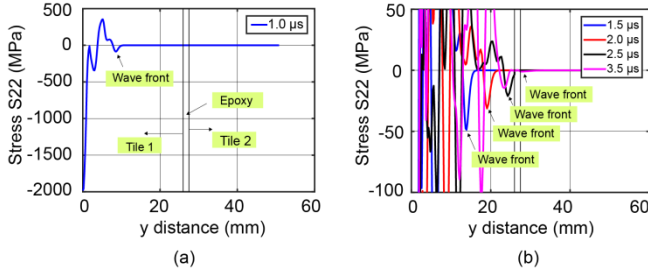 500
0
-500
-1000
-1500
-2000
0
20
40
60
Stress S22 (MPa)
y distance (mm)
1.0 μs
Wave front
Epoxy
Tile 1
Tile 2
(a)
100
50
0
-50
-100
0
20
40
60
Stress S22 (MPa)
y distance (mm)
1.5 μs
2.0 μs
2.5 μs
3.5 μs
Wave front
Wave front
Wave front
Wave front
(b)